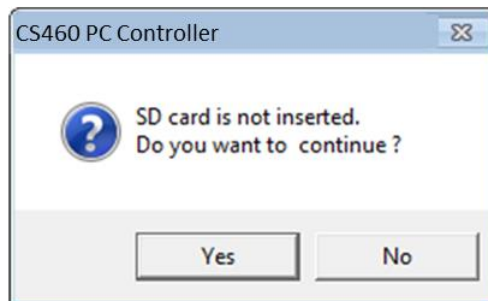 CS460 PC Controller
SD card is not inserted.
Do you want to  continue ?
Yes
No